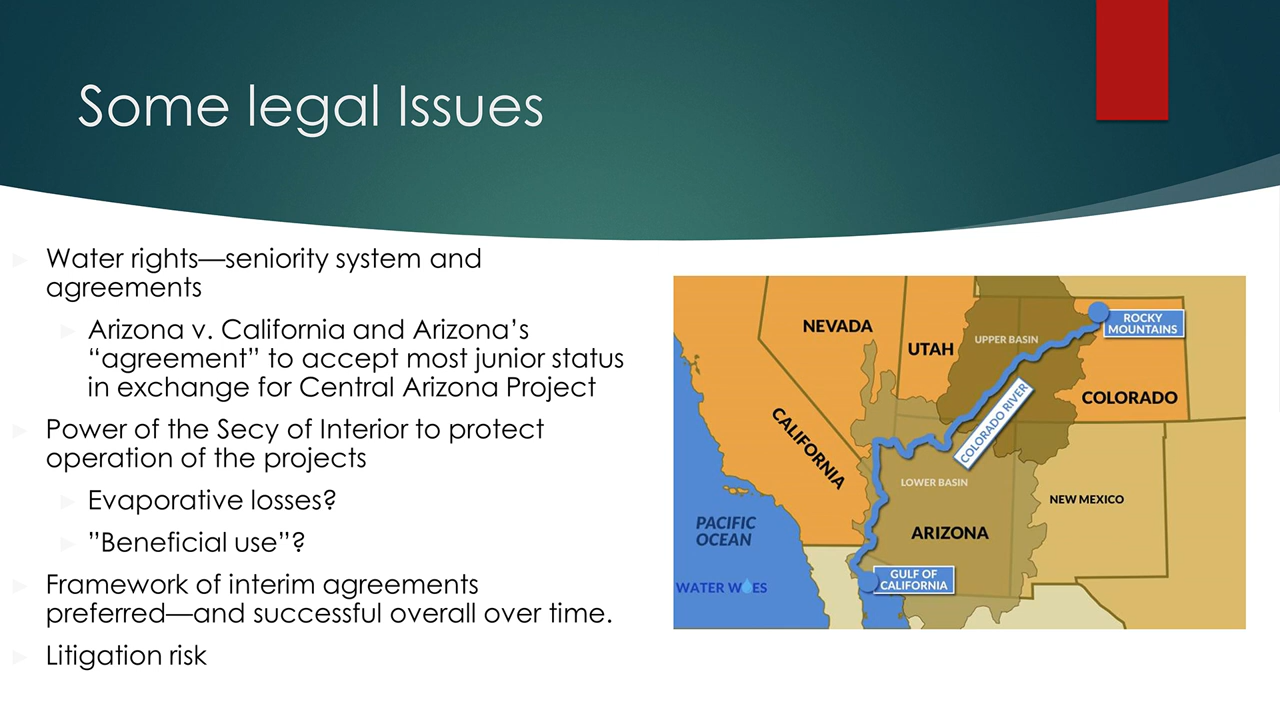 Some legal Issues
Water rights—seniority system and
agreements
Arizona v. California and Arizona’s
“agreement” to accept most junior status
in exchange for Central Arizona Project
Power of the Secy of Interior to protect
operation of the projects
Evaporative losses?
”Beneficial use”?
Framework of interim agreements
preferred—and successful overall over time.
Litigation risk
NEVADA
UTAH
UPPER BASIN
ROCKY
MOUNTAINS
COLORADO
COLORADO RIVER
CALIFORNIA
LOWER BASIN
NEW MEXICO
ARIZONA
PACIFIC
OCEAN
GULF OF
CALIFORNIA
WATER WOES